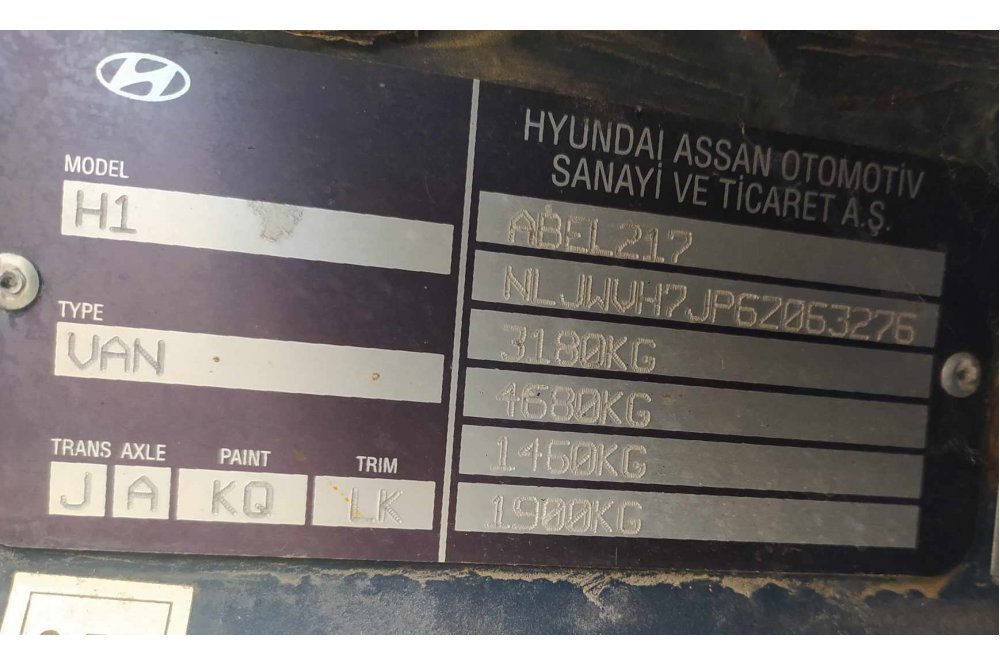 MODEL
H1
TYPE
VAN
TRANS AXLE PAINT TRIM
J A KQ LK
HYUNDAI ASSAN OTOMOTİV
SANAYİ VE TİCARET A.Ş.
ABEL217
NLJWVH7JP6Z063276
3180KG
4680KG
1460KG
1900KG